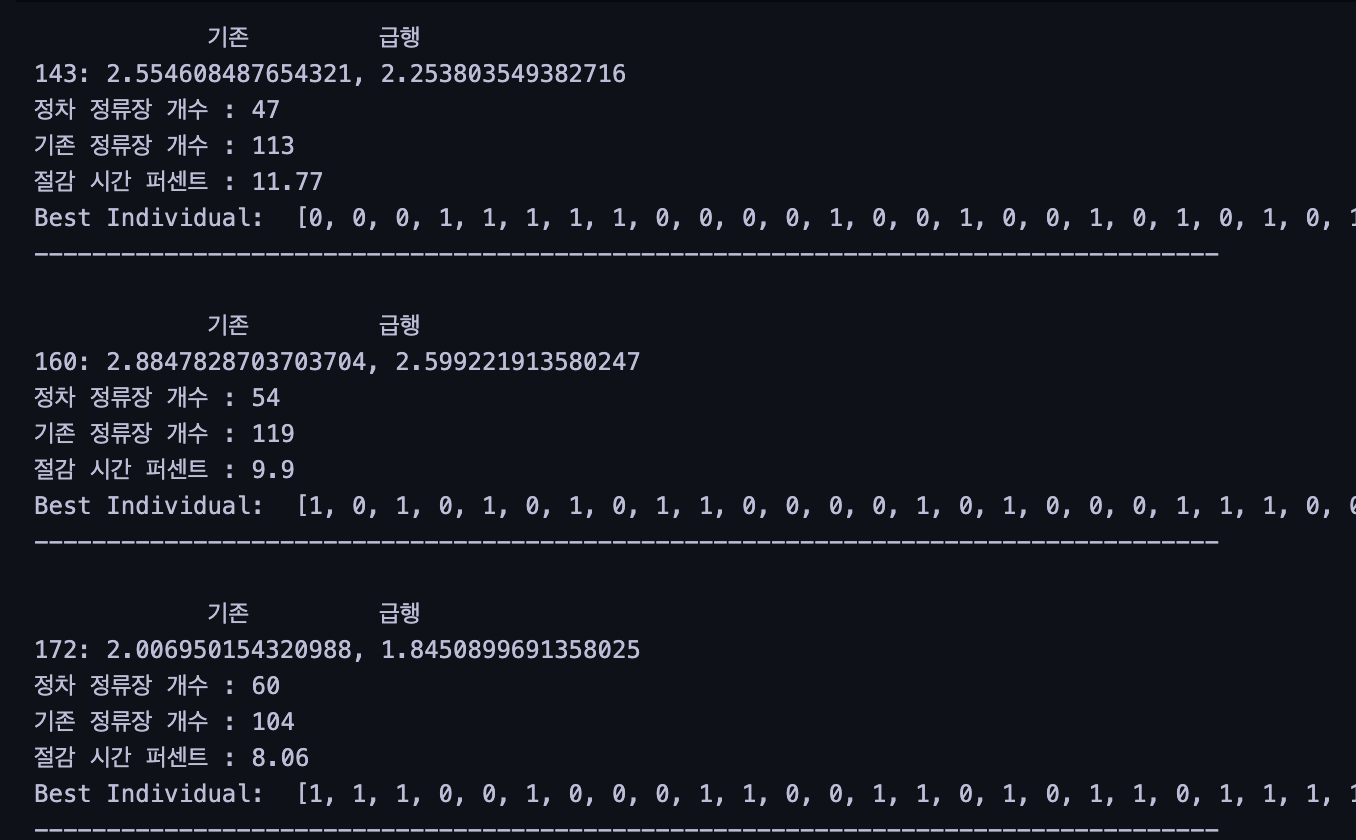 기존 급행
143: 2.554608487654321, 2.253803549382716
정차 정류장 개수 : 47
기존 정류장 개수 : 113
절감 시간 퍼센트 : 11.77
Best Individual: [0, 0, 0, 1, 1, 1, 1, 1, 0, 0, 0, 0, 1, 0, 0, 1, 0, 0, 1, 0, 1, 0, 1, 0, 1
----------------------------------------------------------------------------------
기존 급행
160: 2.8847828703703704, 2.599221913580247
정차 정류장 개수 : 54
기존 정류장 개수 : 119
절감 시간 퍼센트 : 9.9
Best Individual: [1, 0, 1, 0, 1, 0, 1, 0, 1, 1, 0, 0, 0, 0, 1, 0, 1, 0, 0, 0, 1, 1, 1, 0, 0
----------------------------------------------------------------------------------
기존 급행
172: 2.006950154320988, 1.8450899691358025
정차 정류장 개수 : 60
기존 정류장 개수 : 104
절감 시간 퍼센트 : 8.06
Best Individual: [1, 1, 1, 0, 0, 1, 0, 0, 0, 1, 1, 0, 0, 1, 1, 0, 1, 0, 1, 1, 0, 1, 1, 1, 1
----------------------------------------------------------------------------------